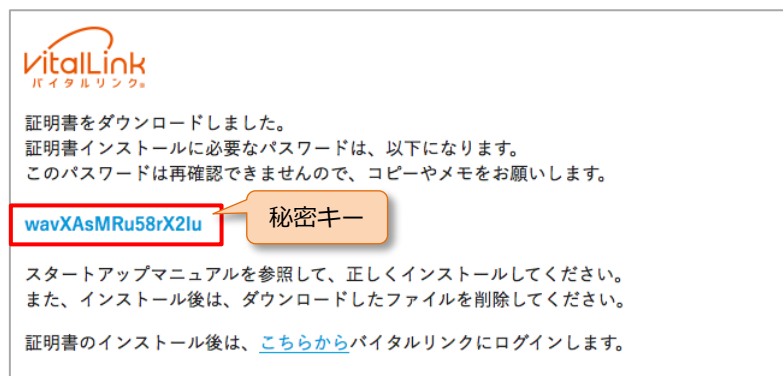 VitalLink
バイタルリンク®
証明書をダウンロードしました。
証明書インストールに必要なパスワードは、以下になります。
このパスワードは再確認できませんので、コピーやメモをお願いします。
wavXAsMRu58rX2lu
秘密キー
スタートアップマニュアルを参照して、正しくインストールしてください。
また、インストール後は、ダウンロードしたファイルを削除してください。
証明書のインストール後は、こちらからバイタルリンクにログインします。